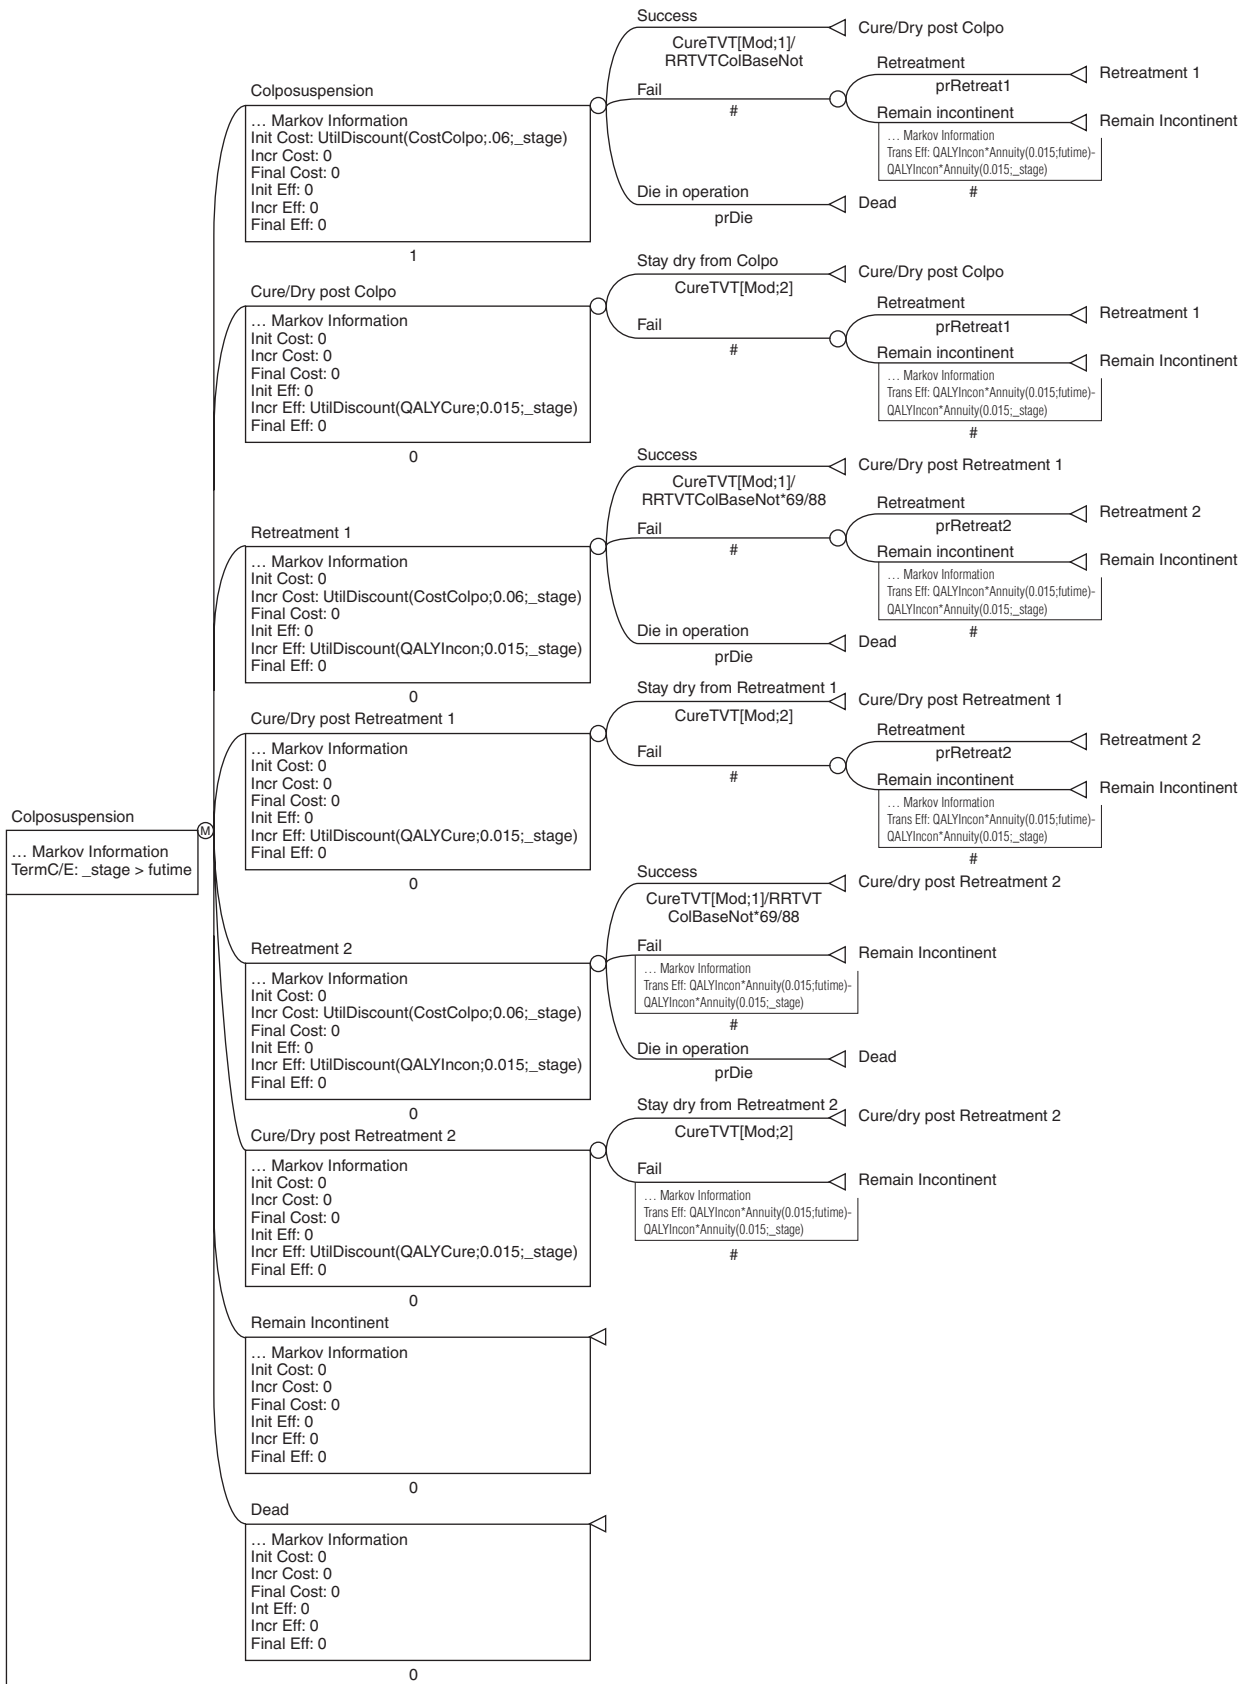 Colposuspension
… Markov Information
TermC/E: _stage > futime
M
Colposuspension
… Markov Information
Init Cost: UtilDiscount(CostColpo;.06;_stage)
Incr Cost: 0
Final Cost: 0
Init Eff: 0
Incr Eff: 0
Final Eff: 0
1
Success
CureTVT[Mod;1]/
RRTVTColBaseNot
Cure/Dry post Colpo
Fail
#
Retreatment
prRetreat1
Retreatment 1
Remain incontinent
… Markov Information
Trans Eff: QALYIncon*Annuity(0.015;futime)-
QALYIncon*Annuity(0.015;_stage)
#
Remain Incontinent
Die in operation
prDie
Dead
Cure/Dry post Colpo
… Markov Information
Init Cost: 0
Incr Cost: 0
Final Cost: 0
Init Eff: 0
Incr Eff: UtilDiscount(QALYCure;0.015;_stage)
Final Eff: 0
0
Stay dry from Colpo
CureTVT[Mod;2]
Cure/Dry post Colpo
Fail
#
Retreatment
prRetreat1
Retreatment 1
Remain incontinent
… Markov Information
Trans Eff: QALYIncon*Annuity(0.015;futime)-
QALYIncon*Annuity(0.015;_stage)
#
Remain Incontinent
Retreatment 1
… Markov Information
Init Cost: 0
Incr Cost: UtilDiscount(CostColpo;0.06;_stage)
Final Cost: 0
Init Eff: 0
Incr Eff: UtilDiscount(QALYIncon;0.015;_stage)
Final Eff: 0
0
Success
CureTVT[Mod;1]/
RRTVTColBaseNot*69/88
Cure/Dry post Retreatment 1
Fail
#
Retreatment
prRetreat2
Retreatment 2
Remain incontinent
… Markov Information
Trans Eff: QALYIncon*Annuity(0.015;futime)-
QALYIncon*Annuity(0.015;_stage)
#
Remain Incontinent
Die in operation
prDie
Dead
Cure/Dry post Retreatment 1
… Markov Information
Init Cost: 0
Incr Cost: 0
Final Cost: 0
Init Eff: 0
Incr Eff: UtilDiscount(QALYCure;0.015;_stage)
Final Eff: 0
0
Stay dry from Retreatment 1
CureTVT[Mod;2]
Cure/Dry post Retreatment 1
Fail
#
Retreatment
prRetreat2
Retreatment 2
Remain incontinent
… Markov Information
Trans Eff: QALYIncon*Annuity(0.015;futime)-
QALYIncon*Annuity(0.015;_stage)
#
Remain Incontinent
Retreatment 2
… Markov Information
Init Cost: 0
Incr Cost: UtilDiscount(CostColpo;0.06;_stage)
Final Cost: 0
Init Eff: 0
Incr Eff: UtilDiscount(QALYIncon;0.015;_stage)
Final Eff: 0
0
Success
CureTVT[Mod;1]/RRTVT
ColBaseNot*69/88
Cure/dry post Retreatment 2
Fail
… Markov Information
Trans Eff: QALYIncon*Annuity(0.015;futime)-
QALYIncon*Annuity(0.015;_stage)
#
Remain Incontinent
Die in operation
prDie
Dead
Cure/Dry post Retreatment 2
… Markov Information
Init Cost: 0
Incr Cost: 0
Final Cost: 0
Init Eff: 0
Incr Eff: UtilDiscount(QALYCure;0.015;_stage)
Final Eff: 0
0
Stay dry from Retreatment 2
CureTVT[Mod;2]
Cure/dry post Retreatment 2
Fail
… Markov Information
Trans Eff: QALYIncon*Annuity(0.015;futime)-
QALYIncon*Annuity(0.015;_stage)
#
Remain Incontinent
Remain Incontinent
… Markov Information
Init Cost: 0
Incr Cost: 0
Final Cost: 0
Init Eff: 0
Incr Eff: 0
Final Eff: 0
0
Dead
… Markov Information
Init Cost: 0
Incr Cost: 0
Final Cost: 0
Int Eff: 0
Incr Eff: 0
Final Eff: 0
0